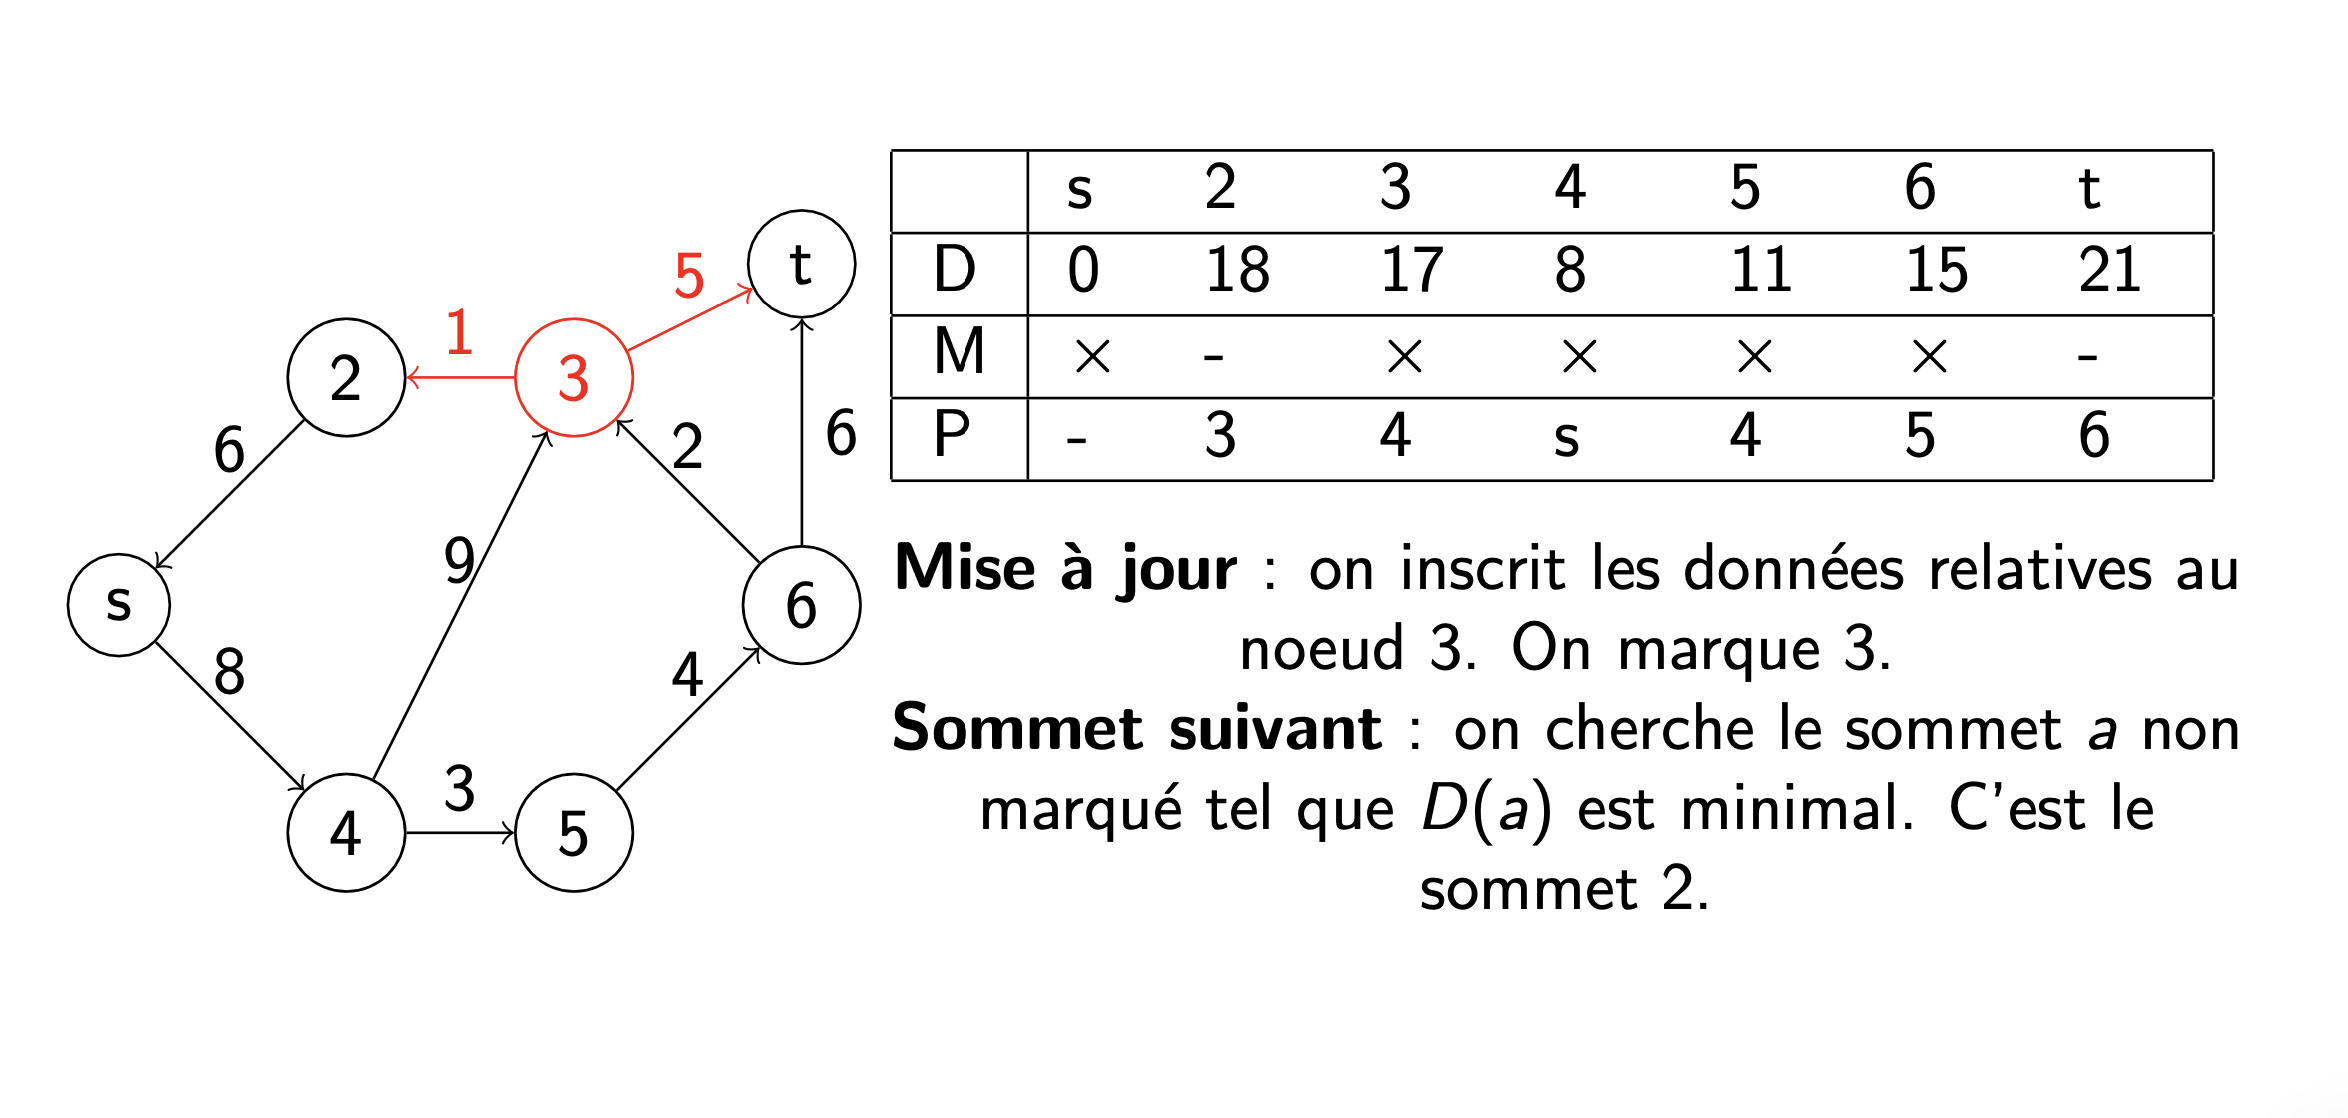 t
5
1
2
3
6
2
6
9
s
6
8
4
3
4
5
s 2 3 4 5 6 t
D 0 18 17 8 11 15 21
M × - × × × × -
P - 3 4 s 4 5 6
Mise à jour : on inscrit les données relatives au
noeud 3. On marque 3.
Sommet suivant : on cherche le sommet a non
marqué tel que D(a) est minimal. C'est le
sommet 2.